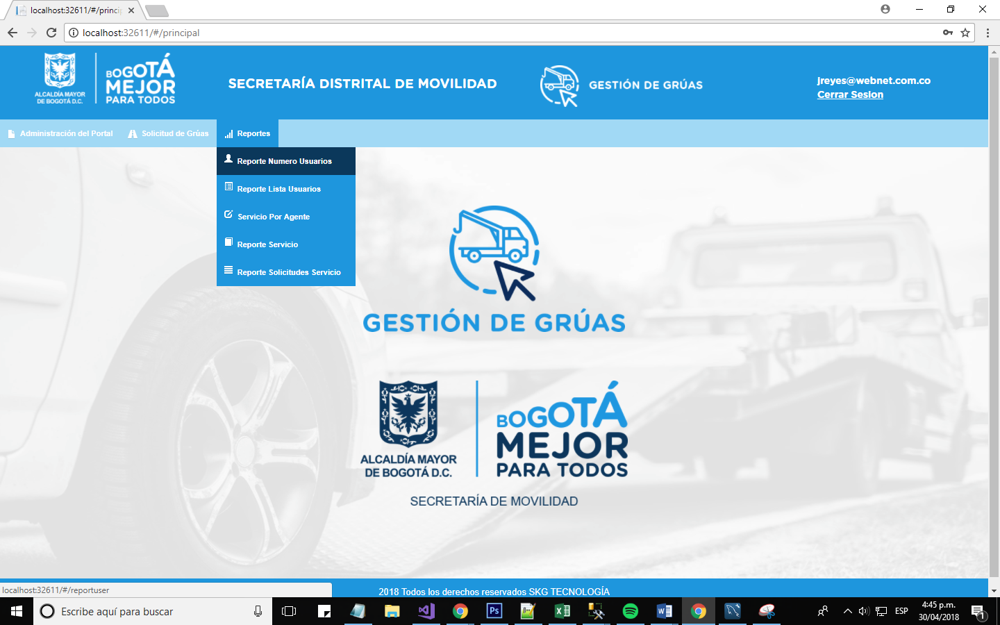 localhost:32611/#/princip
localhost:32611/#/principal
ALCALDÍA MAYOR
DE BOGOTÁ D.C.
BOGOTÁ
MEJOR
PARA TODOS
SECRETARÍA DISTRITAL DE MOVILIDAD
GESTIÓN DE GRÚAS
jreyes@webnet.com.co
Cerrar Sesion
Administración del Portal
Solicitud de Grúas
Reportes
Reporte Numero Usuarios
Reporte Lista Usuarios
Servicio Por Agente
Reporte Servicio
Reporte Solicitudes Servicio
GESTIÓN DE GRÚAS
ALCALDÍA MAYOR
DE BOGOTÁ D.C.
BOGOTÁ
MEJOR
PARA TODOS
SECRETARÍA DE MOVILIDAD
localhost:32611/#/reportuser
2018 Todos los derechos reservados SKG TECNOLOGÍA
Escribe aquí para buscar
Ps
ESP
4:45 p.m.
30/04/2018
1